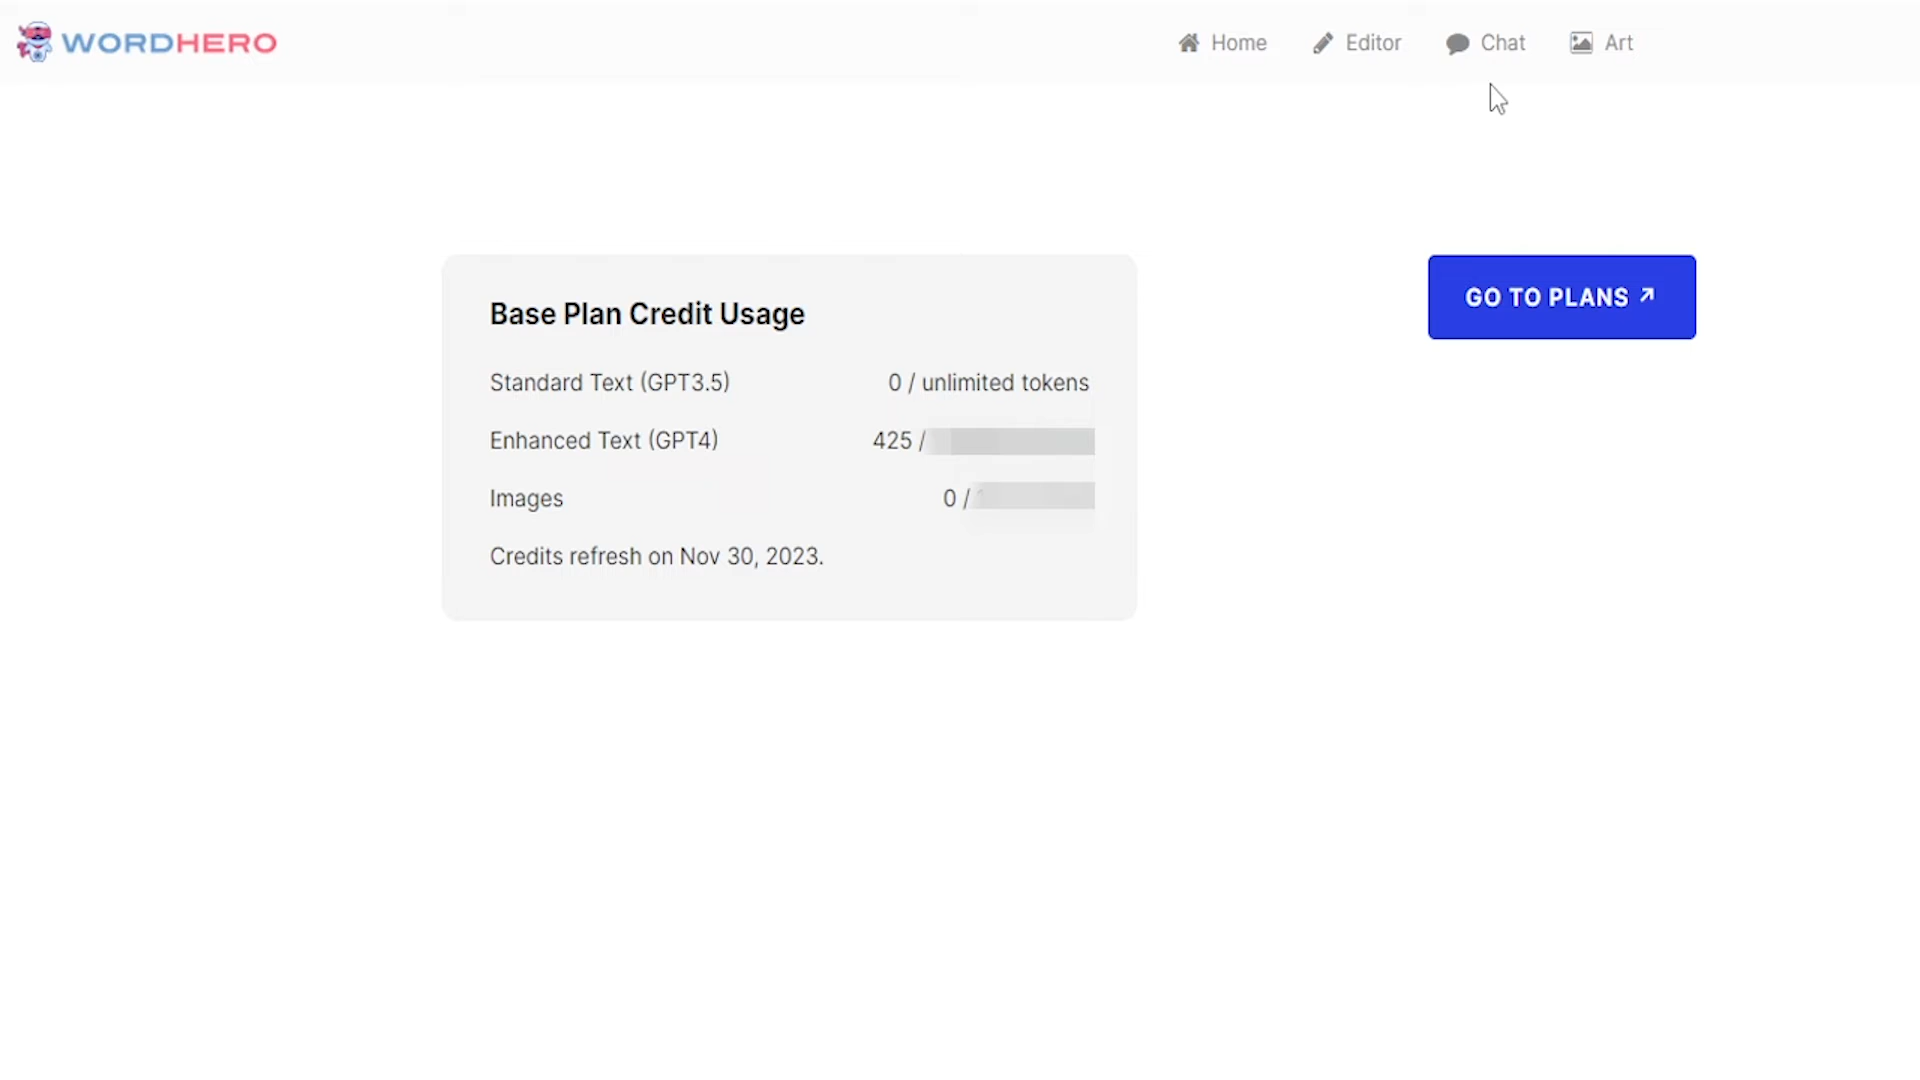 WORDHERO
Home Editor Chat Art
Base Plan Credit Usage
GO TO PLANS
Standard Text (GPT3.5) 0 / unlimited tokens
Enhanced Text (GPT4) 425 /
Images 0 /
Credits refresh on Nov 30, 2023.